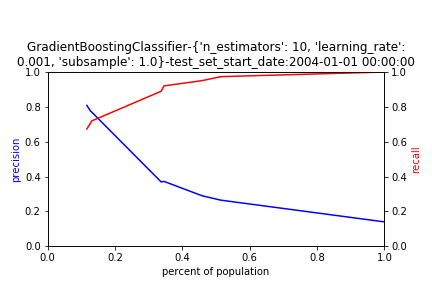 GradientBoostingClassifier-{'n_estimators': 10, 'learning_rate':
0.001, 'subsample': 1.0}-test_set_start_date:2004-01-01 00:00:00
1.0 1.0
0.8 0.8
0.6 0.6
precision recall
0.4 0.4
0.2 0.2
0.0 0.0
0.0 0.2 0.4 0.6 0.8 1.0
percent of population